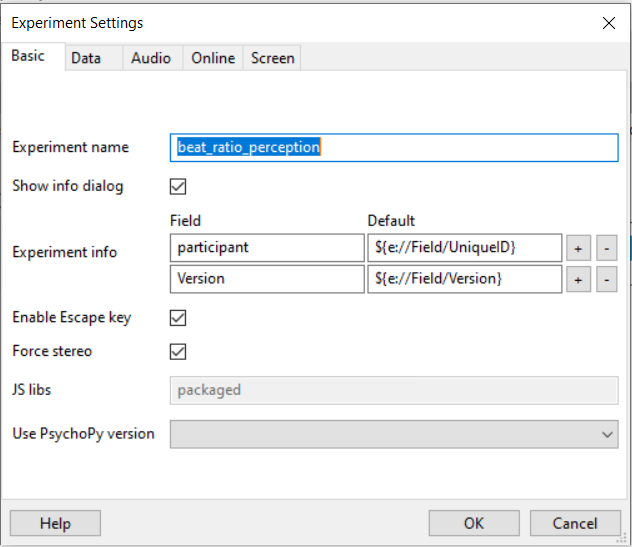 Experiment Settings
Basic Data Audio Online Screen
Experiment name beat_ratio_perception
Show info dialog
Field Default
Experiment info participant ${e://Field/UniqueID} + -
Version ${e://Field/Version} + -
Enable Escape key
Force stereo
JS libs packaged
Use PsychoPy version
Help OK Cancel